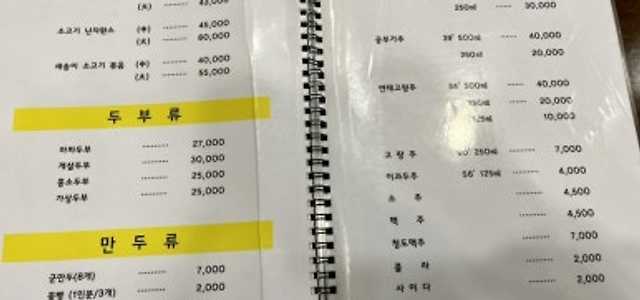 (大) ········ 43,000
소고기 난자완스 (中) ········ 45,000
(大) ········ 60,000
새송이 소고기 볶음 (中) ········ 40,000
(大) ········ 55,000
두 부 류
마파두부 ········ 27,000
게살두부 ········ 30,000
홍소두부 ········ 25,000
가상두부 ········ 25,000
만 두 류
군만두(8개) ········ 7,000
꽃빵 (1인분/3개) ········ 2,000
250㎖ ········ 30,000
공부가주 39˚ 500㎖ ········ 40,000
250㎖ 20,000
연태고량주 500㎖ ········ 40,000
········ 20,000
125㎖ 10,000
고 량 주 250㎖ ········ 7,000
이과두주 56˚ 125㎖ ········ 4,000
소 주 ········ 4,500
맥 주 ········ 4,500
칭도맥주 ········ 7,000
콜 라 ········ 2,000
사 이 다 ········ 2,000